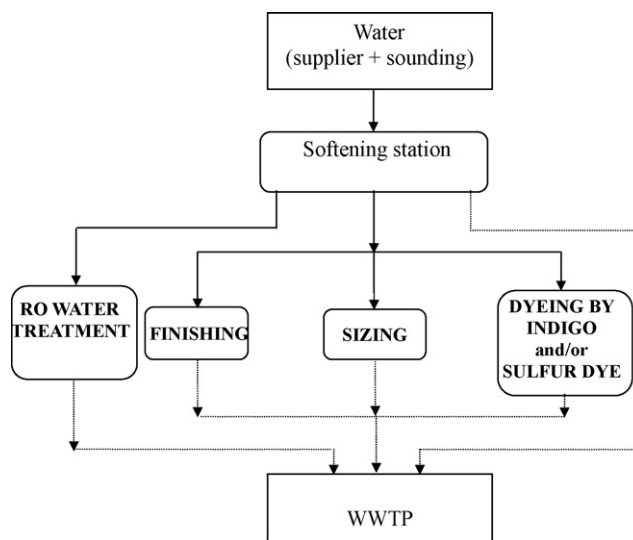 Water
(supplier + sounding)
Softening station
RO WATER
TREATMENT
FINISHING
SIZING
DYEING BY
INDIGO
and/or
SULFUR DYE
WWTP